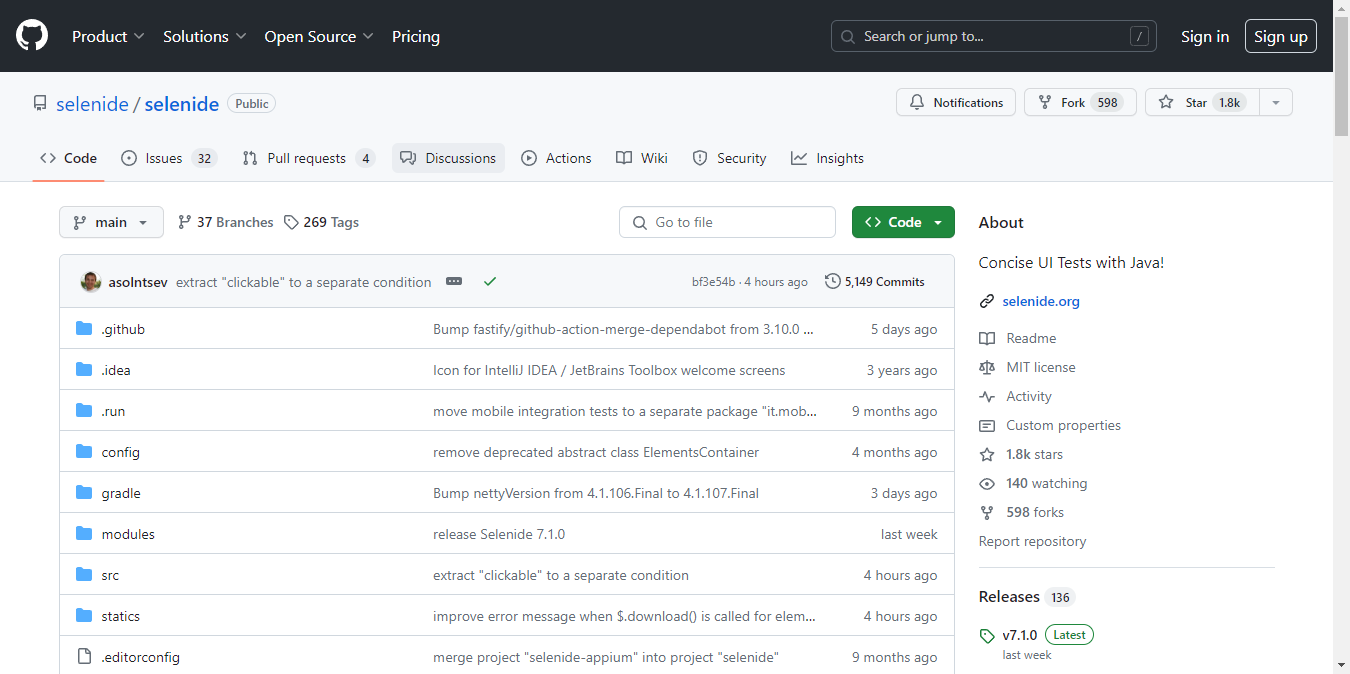 Product Solutions Open Source Pricing Search or jump to... / Sign in Sign up
selenide / selenide Public Notifications Fork 598 Star 1.8k
Code Issues 32 Pull requests 4 Discussions Actions Wiki Security Insights
main 37 Branches 269 Tags Go to file Code
asolntsev extract "clickable" to a separate condition bf3e54b · 4 hours ago 5,149 Commits
.github Bump fastify/github-action-merge-dependabot from 3.10.0 ... 5 days ago
.idea Icon for IntelliJ IDEA / JetBrains Toolbox welcome screens 3 years ago
.run move mobile integration tests to a separate package "it.mob... 9 months ago
config remove deprecated abstract class ElementsContainer 4 months ago
gradle Bump nettyVersion from 4.1.106.Final to 4.1.107.Final 3 days ago
modules release Selenide 7.1.0 last week
src extract "clickable" to a separate condition 4 hours ago
statics improve error message when $.download() is called for elem... 4 hours ago
.editorconfig merge project "selenide-appium" into project "selenide" 9 months ago
About
Concise UI Tests with Java!
selenide.org
Readme
MIT license
Activity
Custom properties
1.8k stars
140 watching
598 forks
Report repository
Releases 136
v7.1.0 Latest
last week